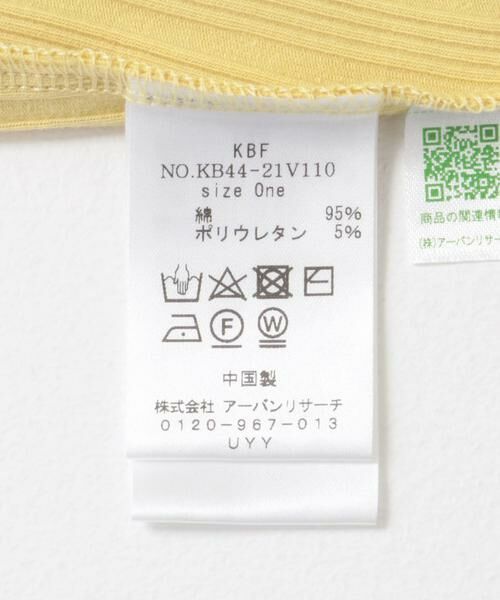 KBF
NO.KB44-21V110
size One
綿 95%
ポリウレタン 5%
F
W
中国製
株式会社 アーバンリサーチ
0120-967-013
UYY
商品の関連情
(株)アーバンリサー